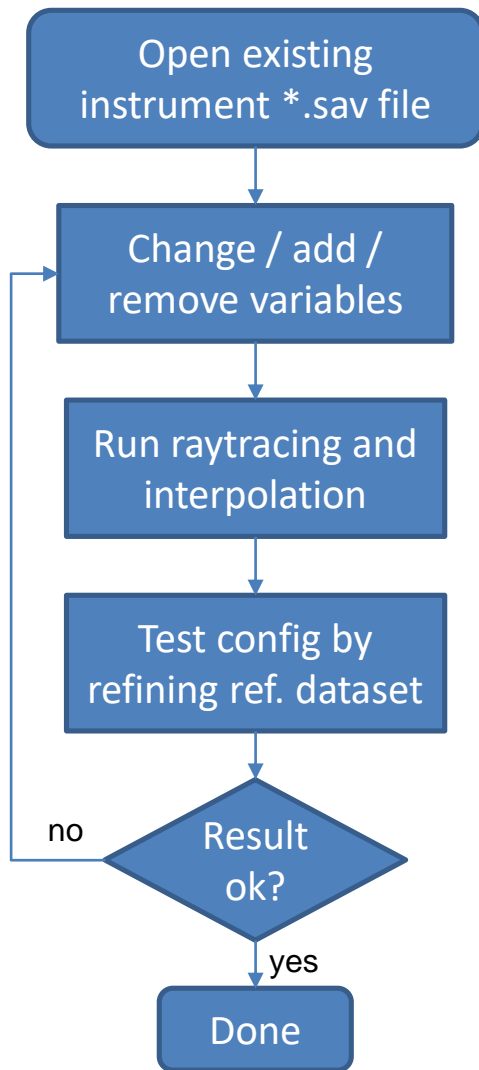 Open existing
instrument *.sav file
Change / add /
remove variables
Run raytracing and
interpolation
Test config by
refining ref. dataset
Result
ok?
no
yes
Done